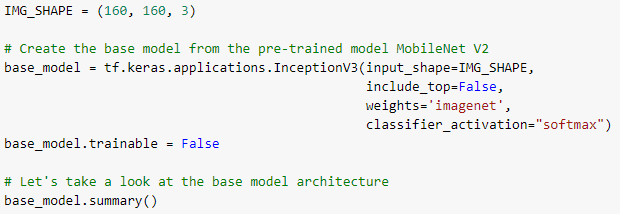 IMG_SHAPE = (160, 160, 3)
# Create the base model from the pre-trained model MobileNet V2
base_model = tf.keras.applications.InceptionV3(input_shape=IMG_SHAPE,
include_top=False,
weights='imagenet',
classifier_activation="softmax")
base_model.trainable = False
# Let's take a look at the base model architecture
base_model.summary()